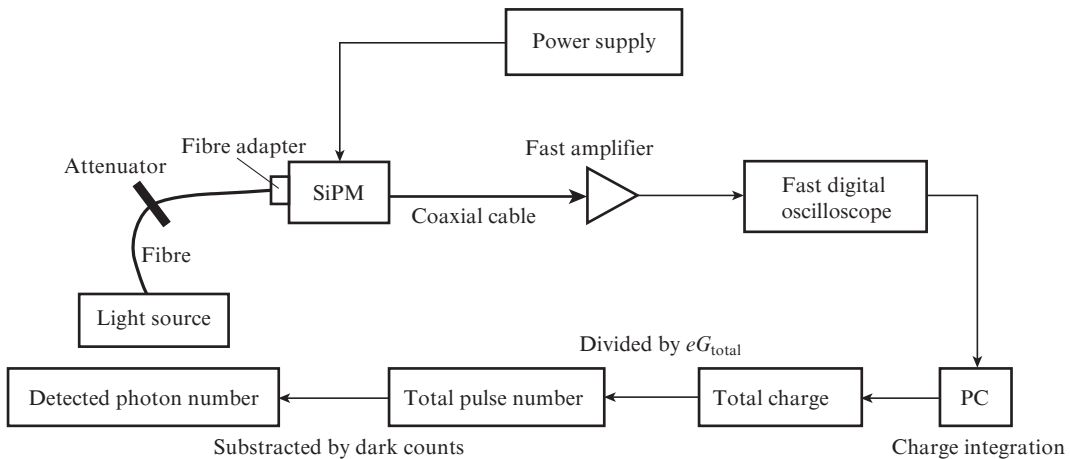 Power supply
Fibre adapter
Attenuator
SiPM
Fast amplifier
Fast digital
oscilloscope
Coaxial cable
Fibre
Light source
Divided by eG_total
Detected photon number
Total pulse number
Total charge
PC
Substracted by dark counts
Charge integration